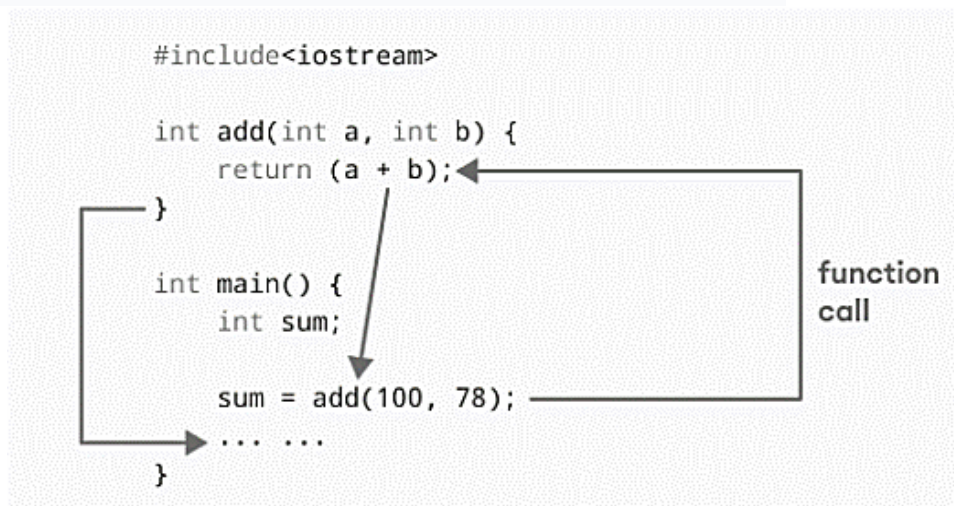 #include<iostream>
int add(int a, int b) {
return (a + b);
}
int main() {
int sum;
sum = add(100, 78);
... ...
}
function
call